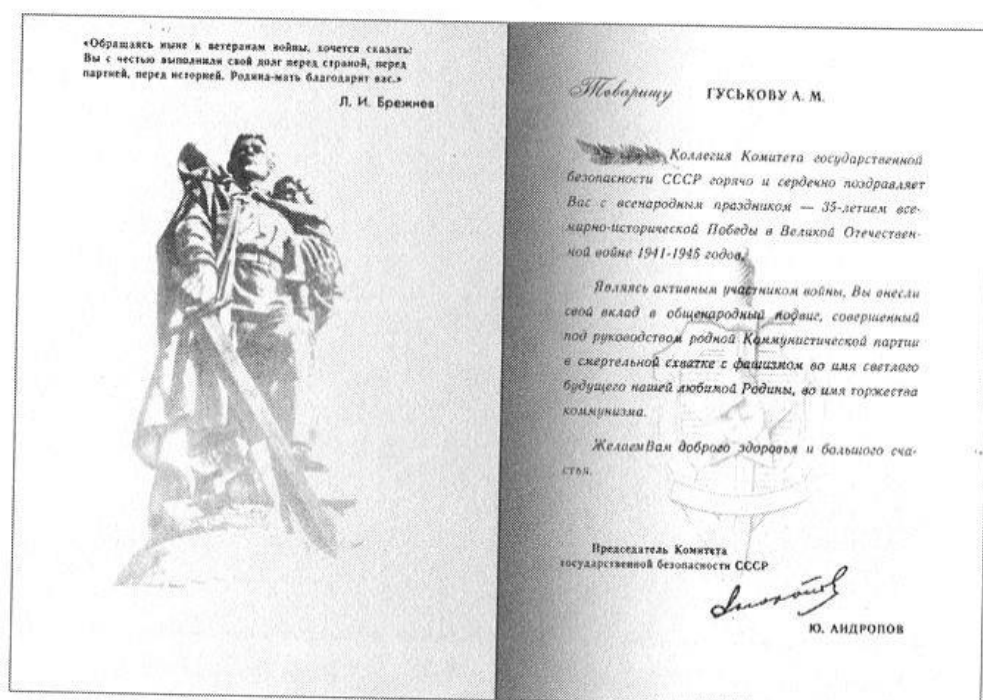 «Обращаясь ныне к ветеранам войны, хочется сказать:
Вы с честью выполнили свой долг перед страной, перед
партией, перед историей. Родина-мать благодарит вас.»
Л. И. Брежнев
Товарищу ГУСЬКОВУ А. М.
Коллегия Комитета государственной
безопасности СССР горячо и сердечно поздравляет
Вас с всенародным праздником — 35-летием все-
мирно-исторической Победы в Великой Отечествен-
ной войне 1941-1945 годов.
Являясь активным участником войны, Вы внесли
свой вклад в общенародный подвиг, совершенный
под руководством родной Коммунистической партии
в смертельной схватке с фашизмом во имя светлого
будущего нашей любимой Родины, во имя торжества
коммунизма.
Желаем Вам доброго здоровья и большого сча-
стья.
Председатель Комитета
государственной безопасности СССР
Ю. АНДРОПОВ